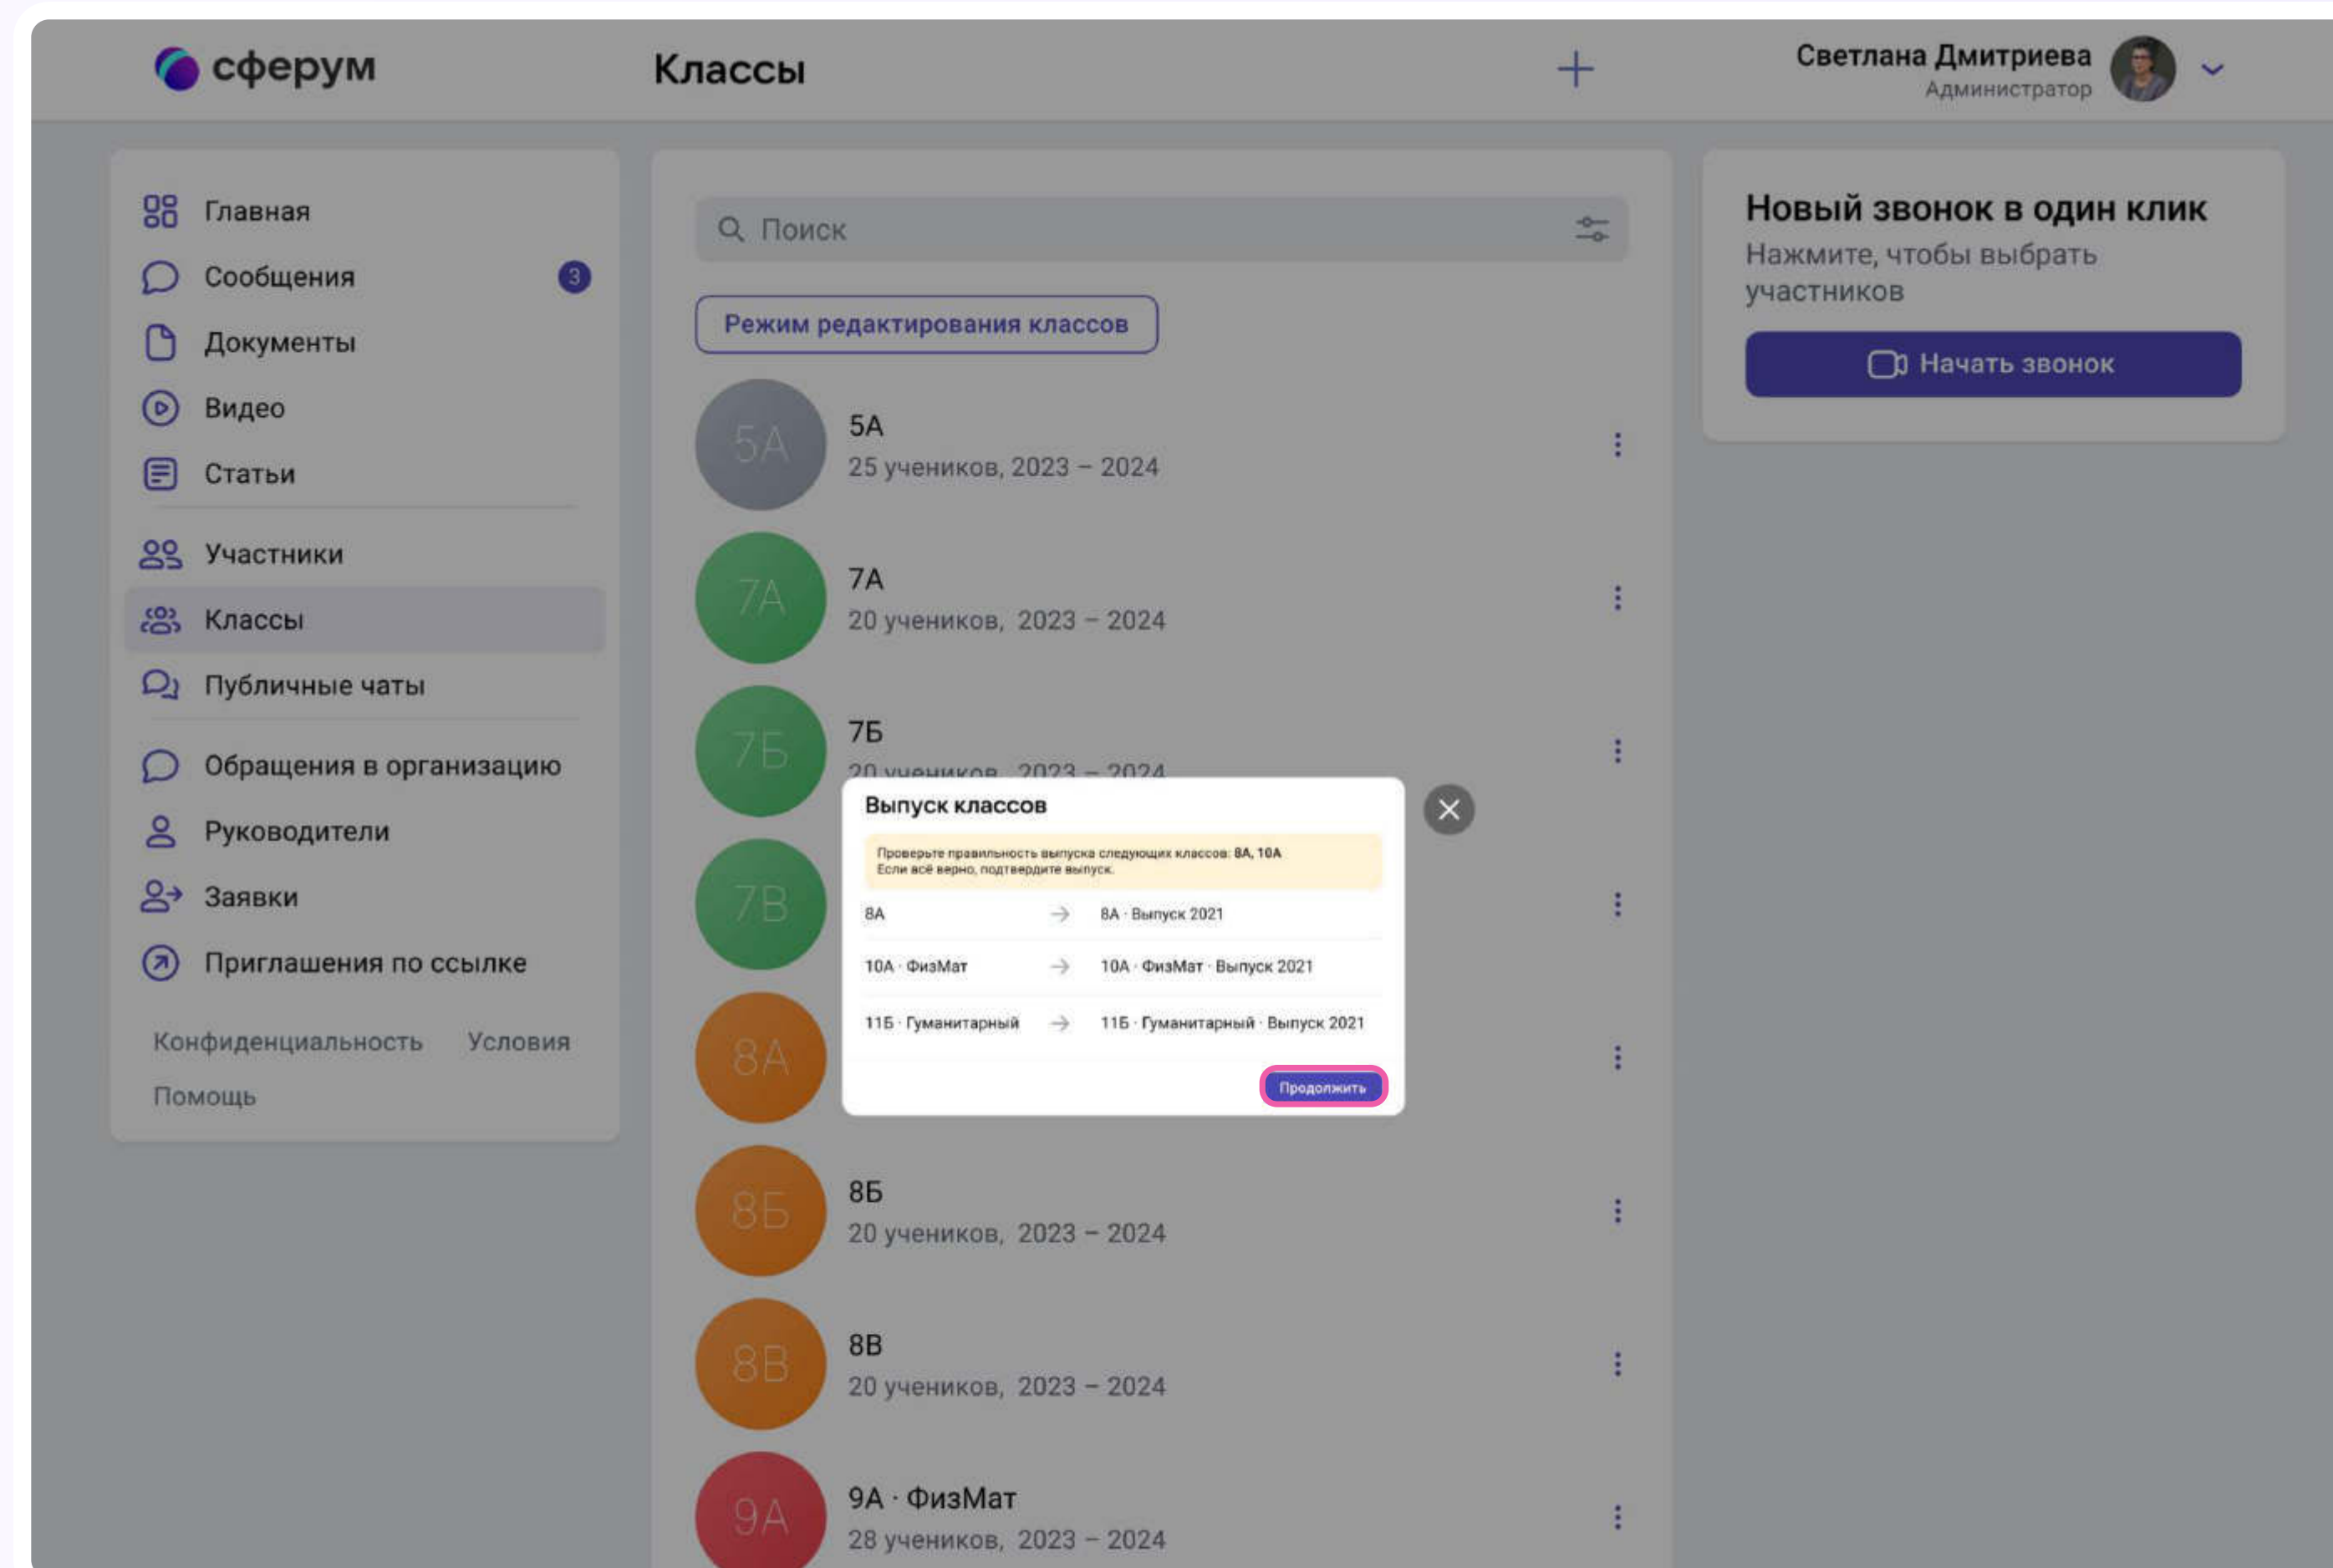 сферум
Классы
Светлана Дмитриева
Администратор
Главная
Сообщения
3
Документы
Видео
Статьи
Участники
Классы
Публичные чаты
Обращения в организацию
Руководители
Заявки
Приглашения по ссылке
Конфиденциальность Условия
Помощь
Поиск
Режим редактирования классов
5А
5А
25 учеников, 2023 – 2024
7А
7А
20 учеников, 2023 – 2024
7Б
7Б
20 учеников, 2023 – 2024
7В
8А
Выпуск классов
Проверьте правильность выпуска следующих классов: 8А, 10А
Если всё верно, подтвердите выпуск.
8А → 8А · Выпуск 2021
10А · ФизМат → 10А · ФизМат · Выпуск 2021
11Б · Гуманитарный → 11Б · Гуманитарный · Выпуск 2021
Продолжить
8Б
8Б
20 учеников, 2023 – 2024
8В
8В
20 учеников, 2023 – 2024
9А
9А · ФизМат
28 учеников, 2023 – 2024
Новый звонок в один клик
Нажмите, чтобы выбрать
участников
Начать звонок